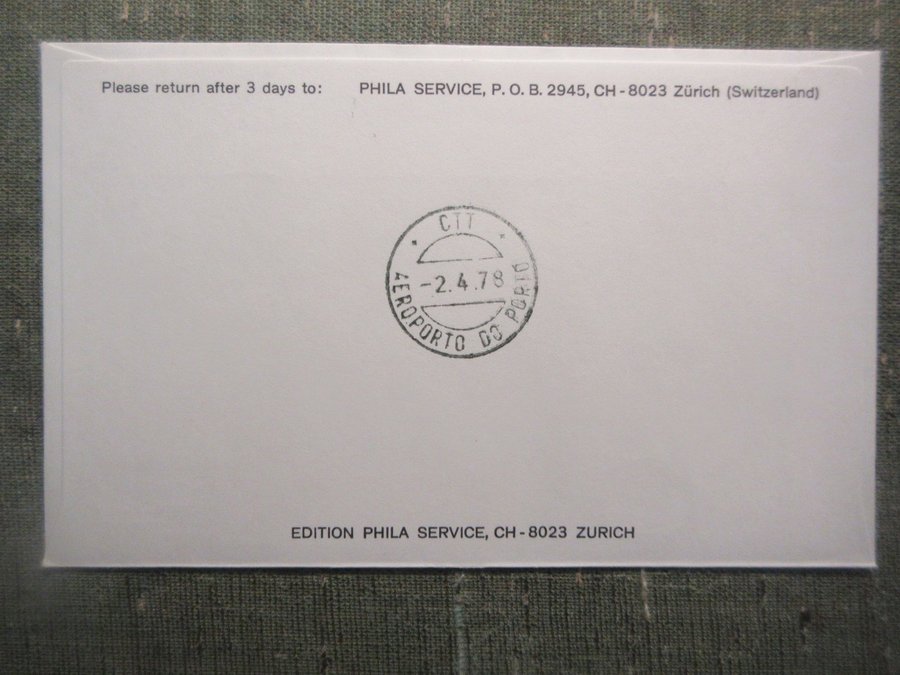 Please return after 3 days to: PHILA SERVICE, P. O. B. 2945, CH - 8023 Zürich (Switzerland)
CTT
-2.4.78
AEROPORTO DO PORTO
EDITION PHILA SERVICE, CH - 8023 ZURICH